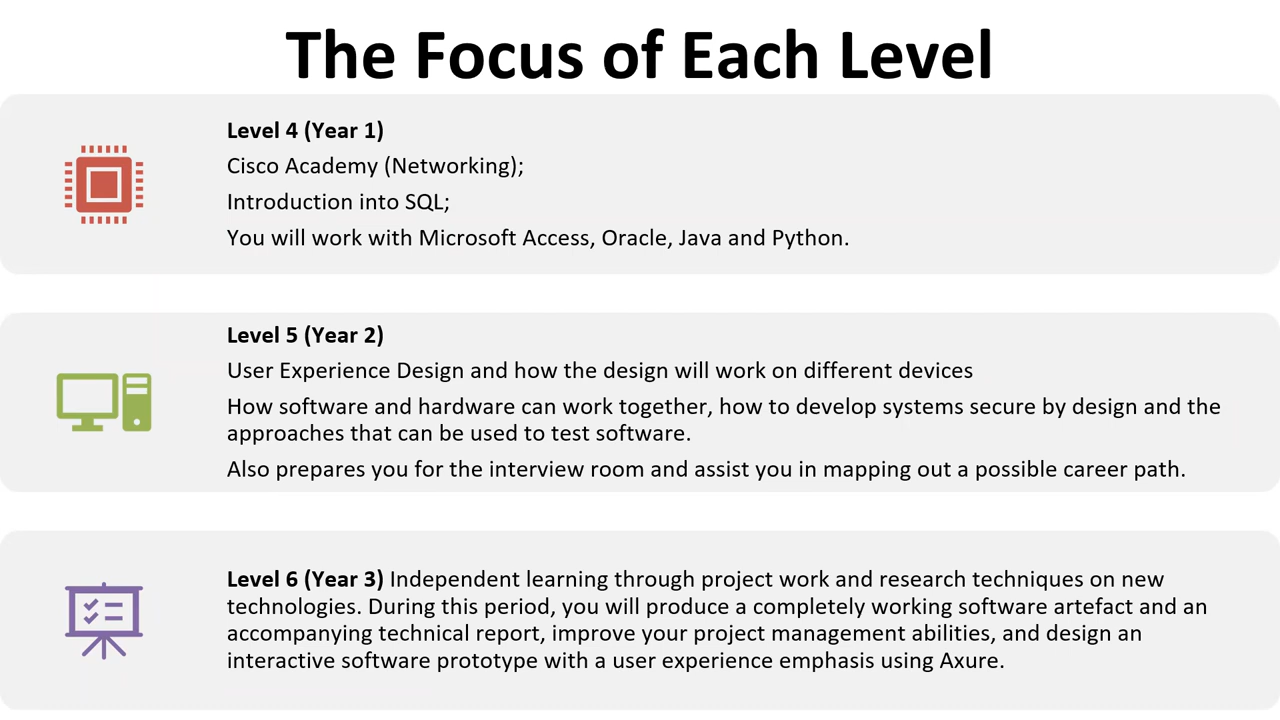 The Focus of Each Level
Level 4 (Year 1)
Cisco Academy (Networking);
Introduction into SQL;
You will work with Microsoft Access, Oracle, Java and Python.
Level 5 (Year 2)
User Experience Design and how the design will work on different devices
How software and hardware can work together, how to develop systems secure by design and the
approaches that can be used to test software.
Also prepares you for the interview room and assist you in mapping out a possible career path.
Level 6 (Year 3) Independent learning through project work and research techniques on new
technologies. During this period, you will produce a completely working software artefact and an
accompanying technical report, improve your project management abilities, and design an
interactive software prototype with a user experience emphasis using Axure.